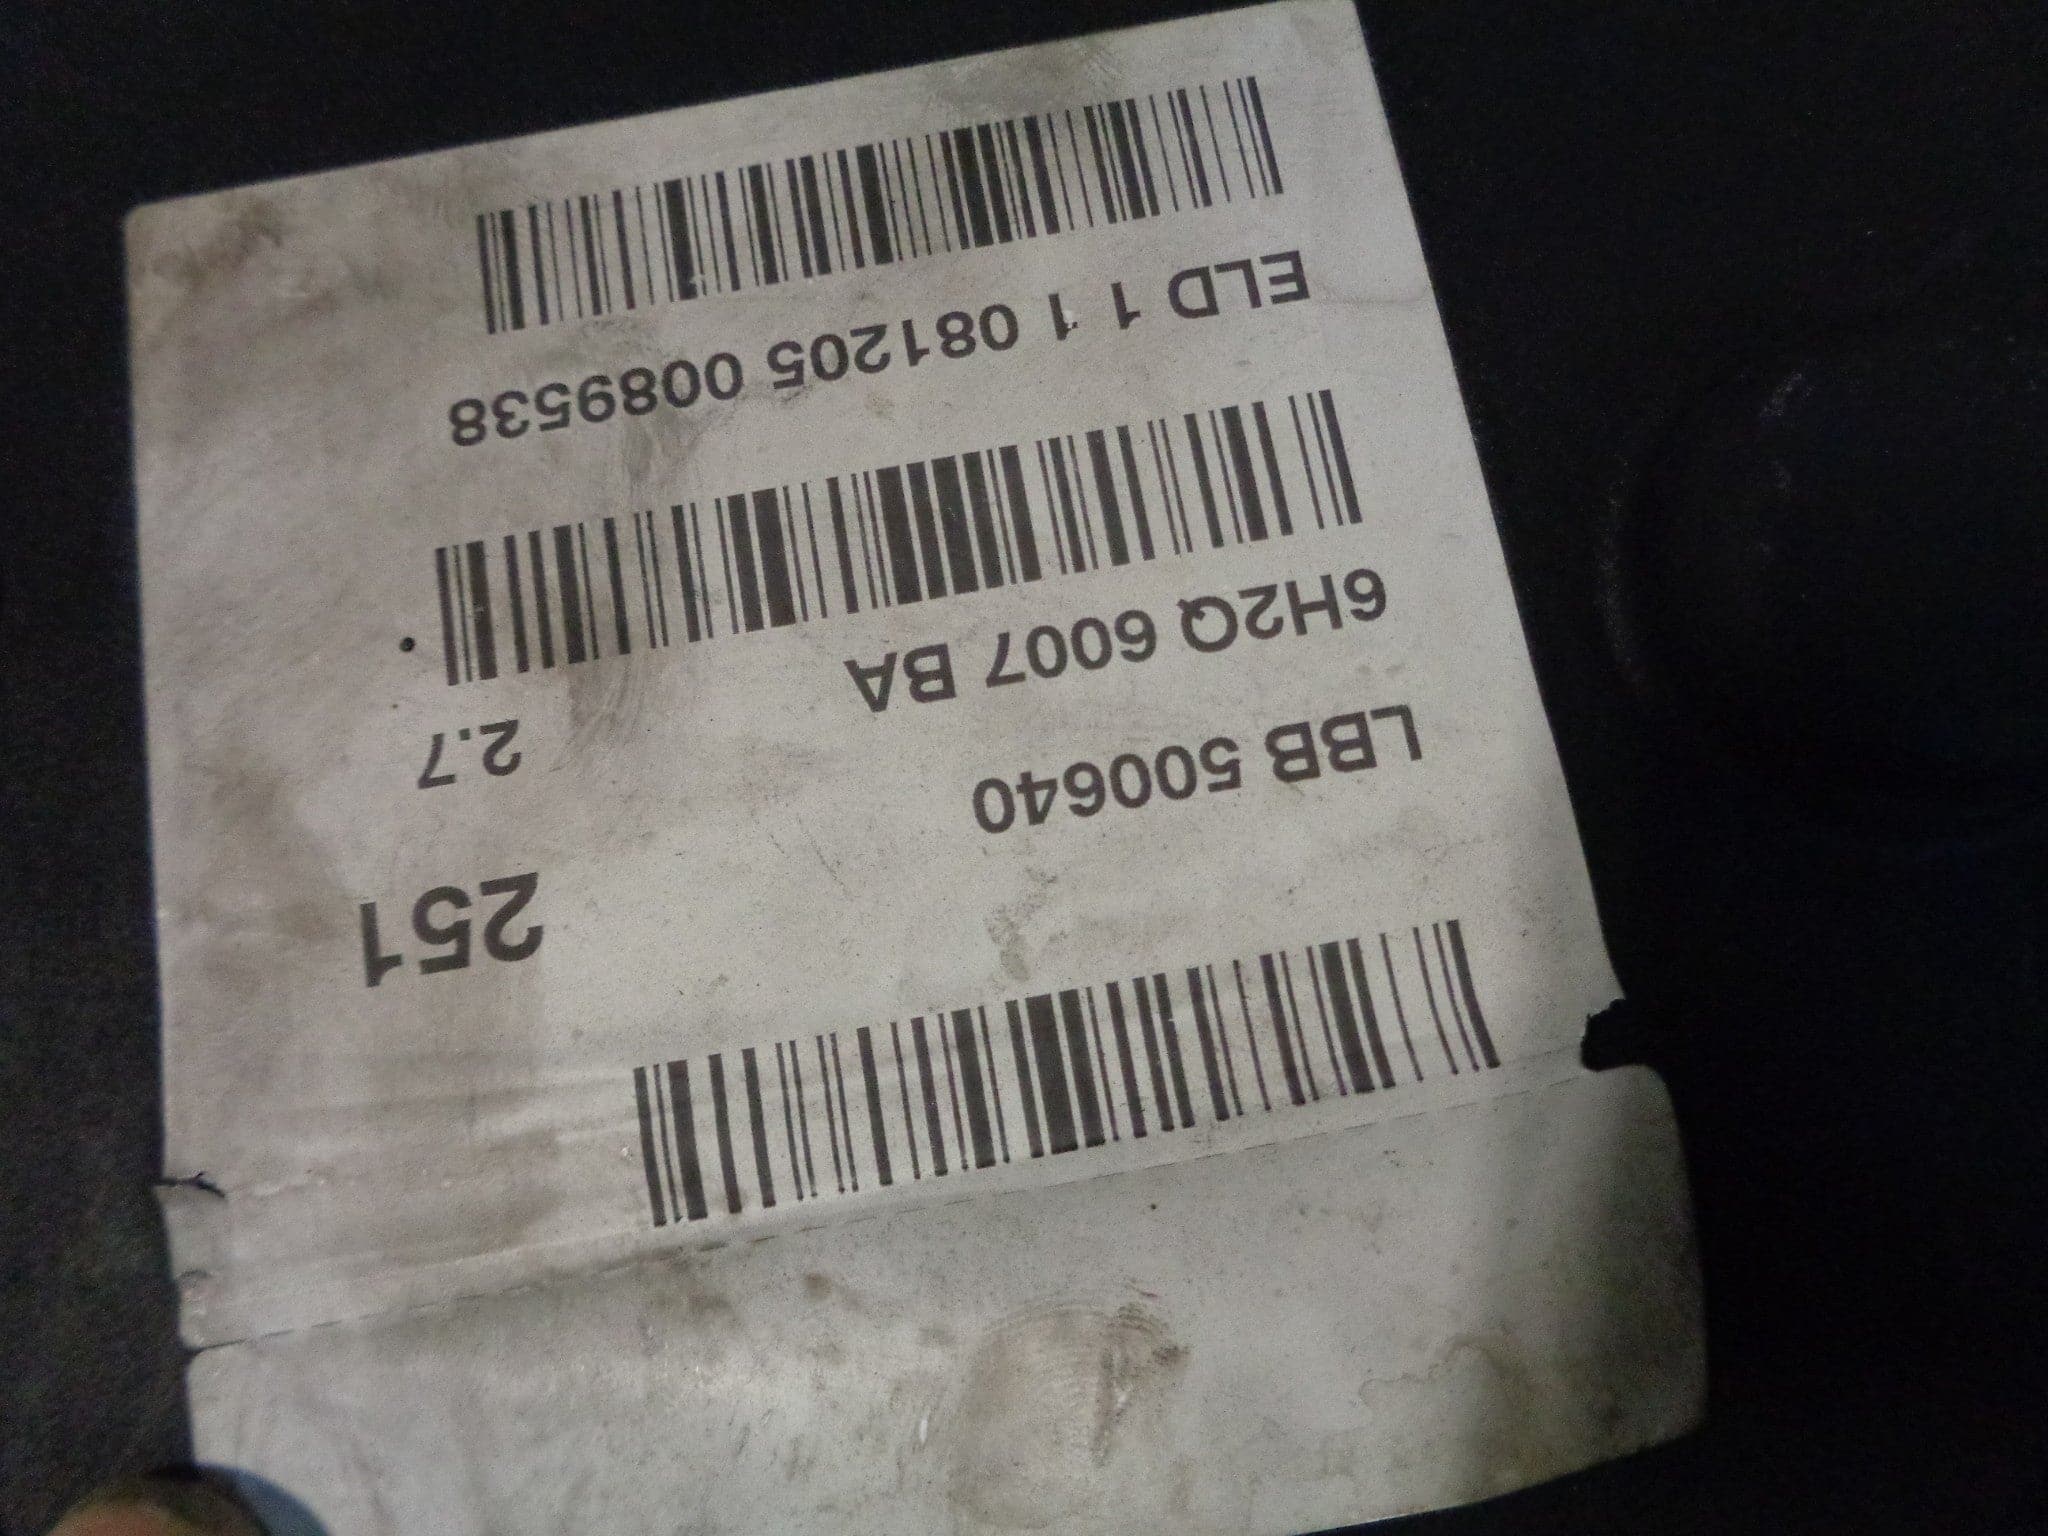 251
LBB 500640
2.7
6H2Q 6007 BA
ELD 1 1 081205 0089538